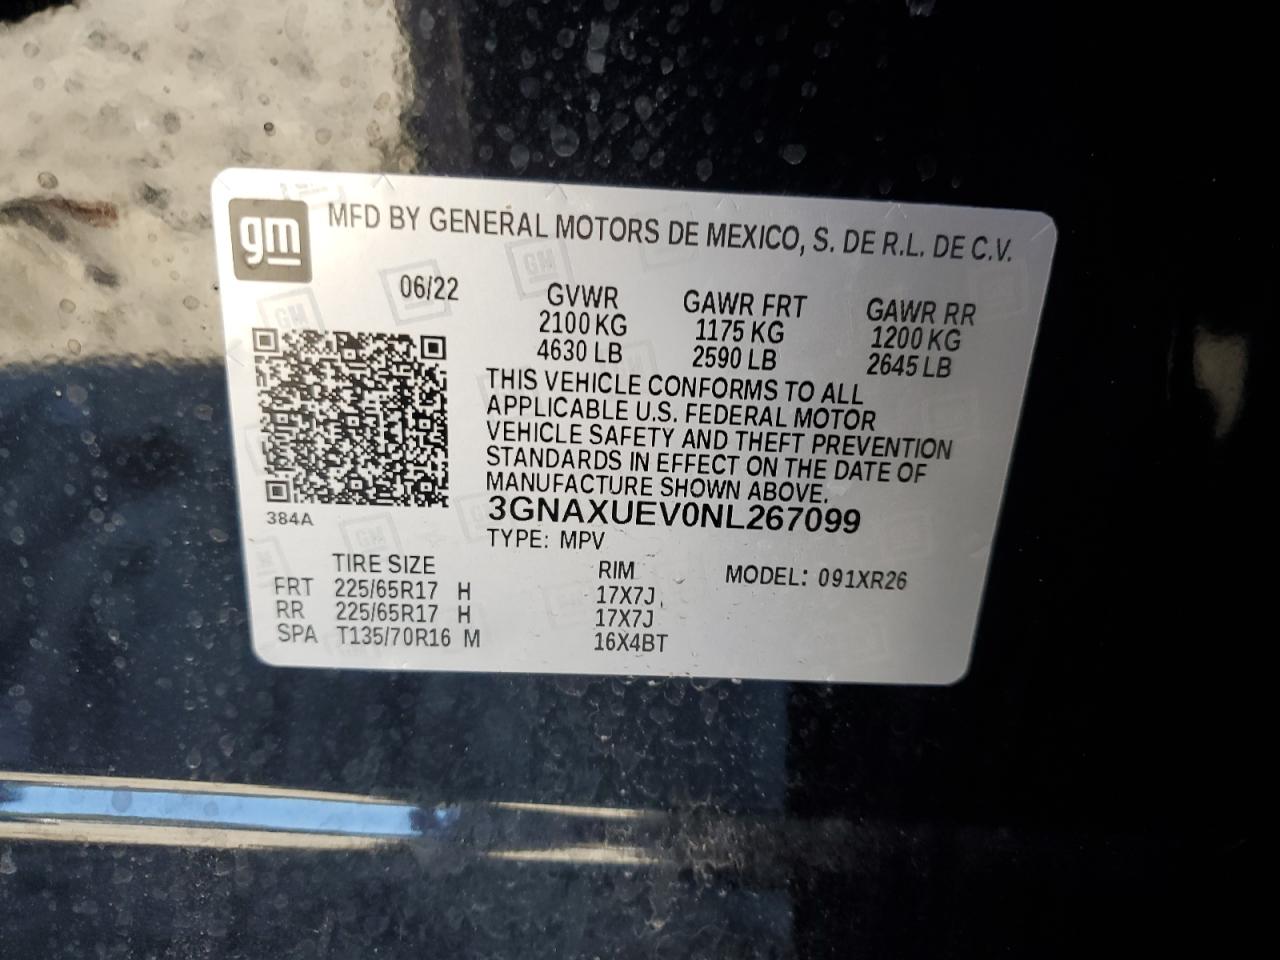 gm MFD BY GENERAL MOTORS DE MEXICO, S. DE R.L. DE C.V.
06/22 GVWR GAWR FRT GAWR RR
2100 KG 1175 KG 1200 KG
4630 LB 2590 LB 2645 LB
THIS VEHICLE CONFORMS TO ALL
APPLICABLE U.S. FEDERAL MOTOR
VEHICLE SAFETY AND THEFT PREVENTION
STANDARDS IN EFFECT ON THE DATE OF
MANUFACTURE SHOWN ABOVE.
384A
3GNAXUEV0NL267099
TYPE: MPV
TIRE SIZE RIM MODEL: 091XR26
FRT 225/65R17 H 17X7J
RR 225/65R17 H 17X7J
SPA T135/70R16 M 16X4BT